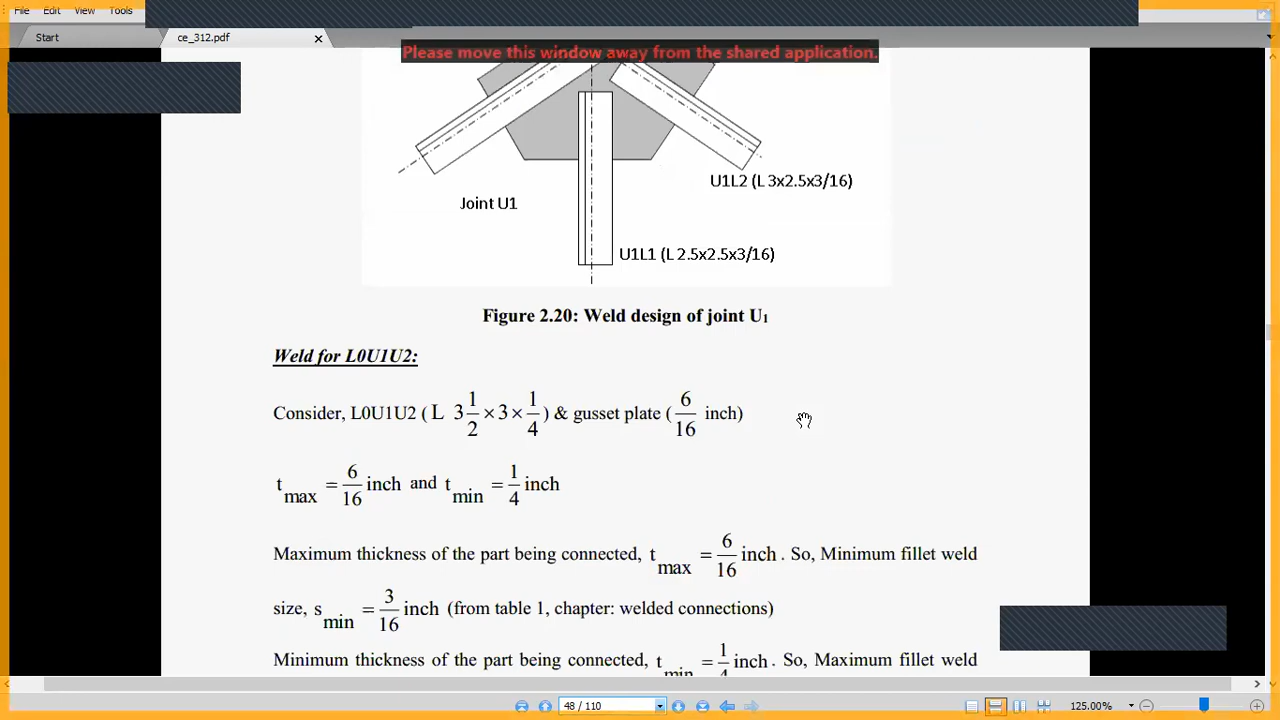 File Edit View Tools
Start ce_312.pdf
Please move this window away from the shared application.
U1L2 (L 3x2.5x3/16)
Joint U1
U1L1 (L 2.5x2.5x3/16)
Figure 2.20: Weld design of joint U₁
Weld for L0U1U2:
Consider, L0U1U2 ( L 3 1/2 × 3 × 1/4 ) & gusset plate ( 6/16 inch)
t max = 6/16 inch and t min = 1/4 inch
Maximum thickness of the part being connected, t max = 6/16 inch . So, Minimum fillet weld
size, s min = 3/16 inch (from table 1, chapter: welded connections)
Minimum thickness of the part being connected, t min = 1/4 inch. So, Maximum fillet weld
48 / 110
125.00%